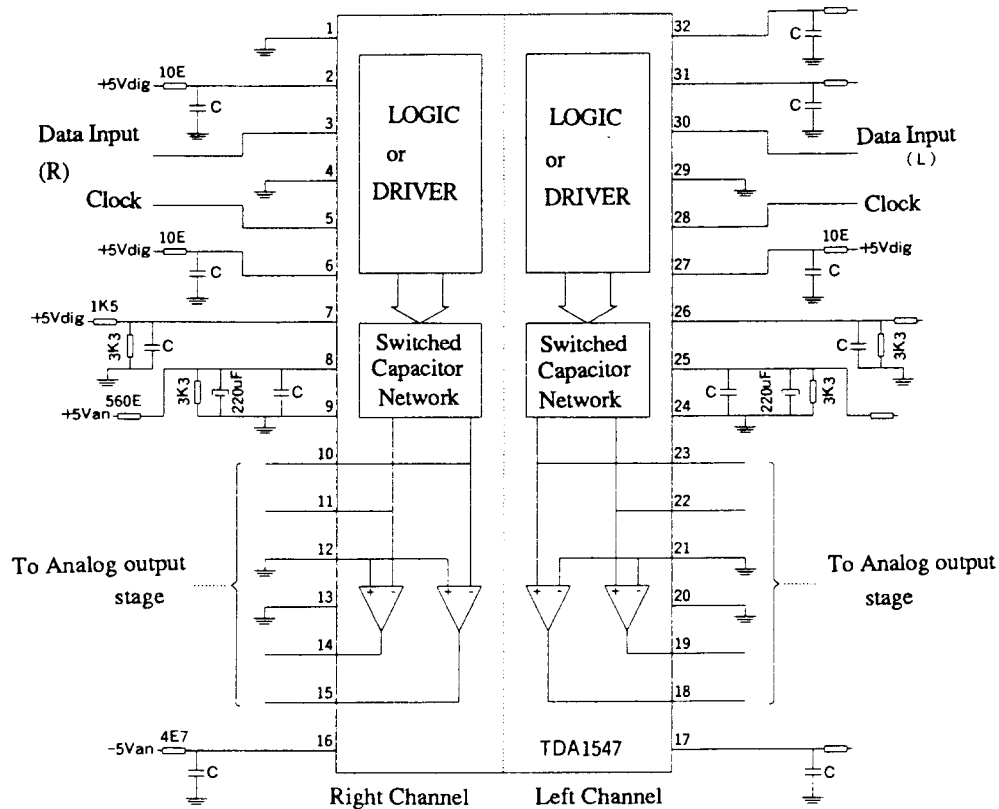 1
32
C
10E
+5Vdig
2
31
C
C
LOGIC
or
DRIVER
LOGIC
or
DRIVER
Data Input
(R)
3
30
Data Input
(L)
4
29
Clock
5
28
Clock
10E
+5Vdig
6
27
10E
+5Vdig
C
C
1K5
+5Vdig
7
26
3K3
C
C
3K3
Switched
Capacitor
Network
Switched
Capacitor
Network
8
25
560E
+5Van
3K3
220uF
C
C
220uF
3K3
9
24
10
23
11
22
12
21
To Analog output
stage
To Analog output
stage
+ -
+ -
+ -
+ -
13
20
14
19
15
18
4E7
-5Van
16
TDA1547
17
C
C
Right Channel
Left Channel